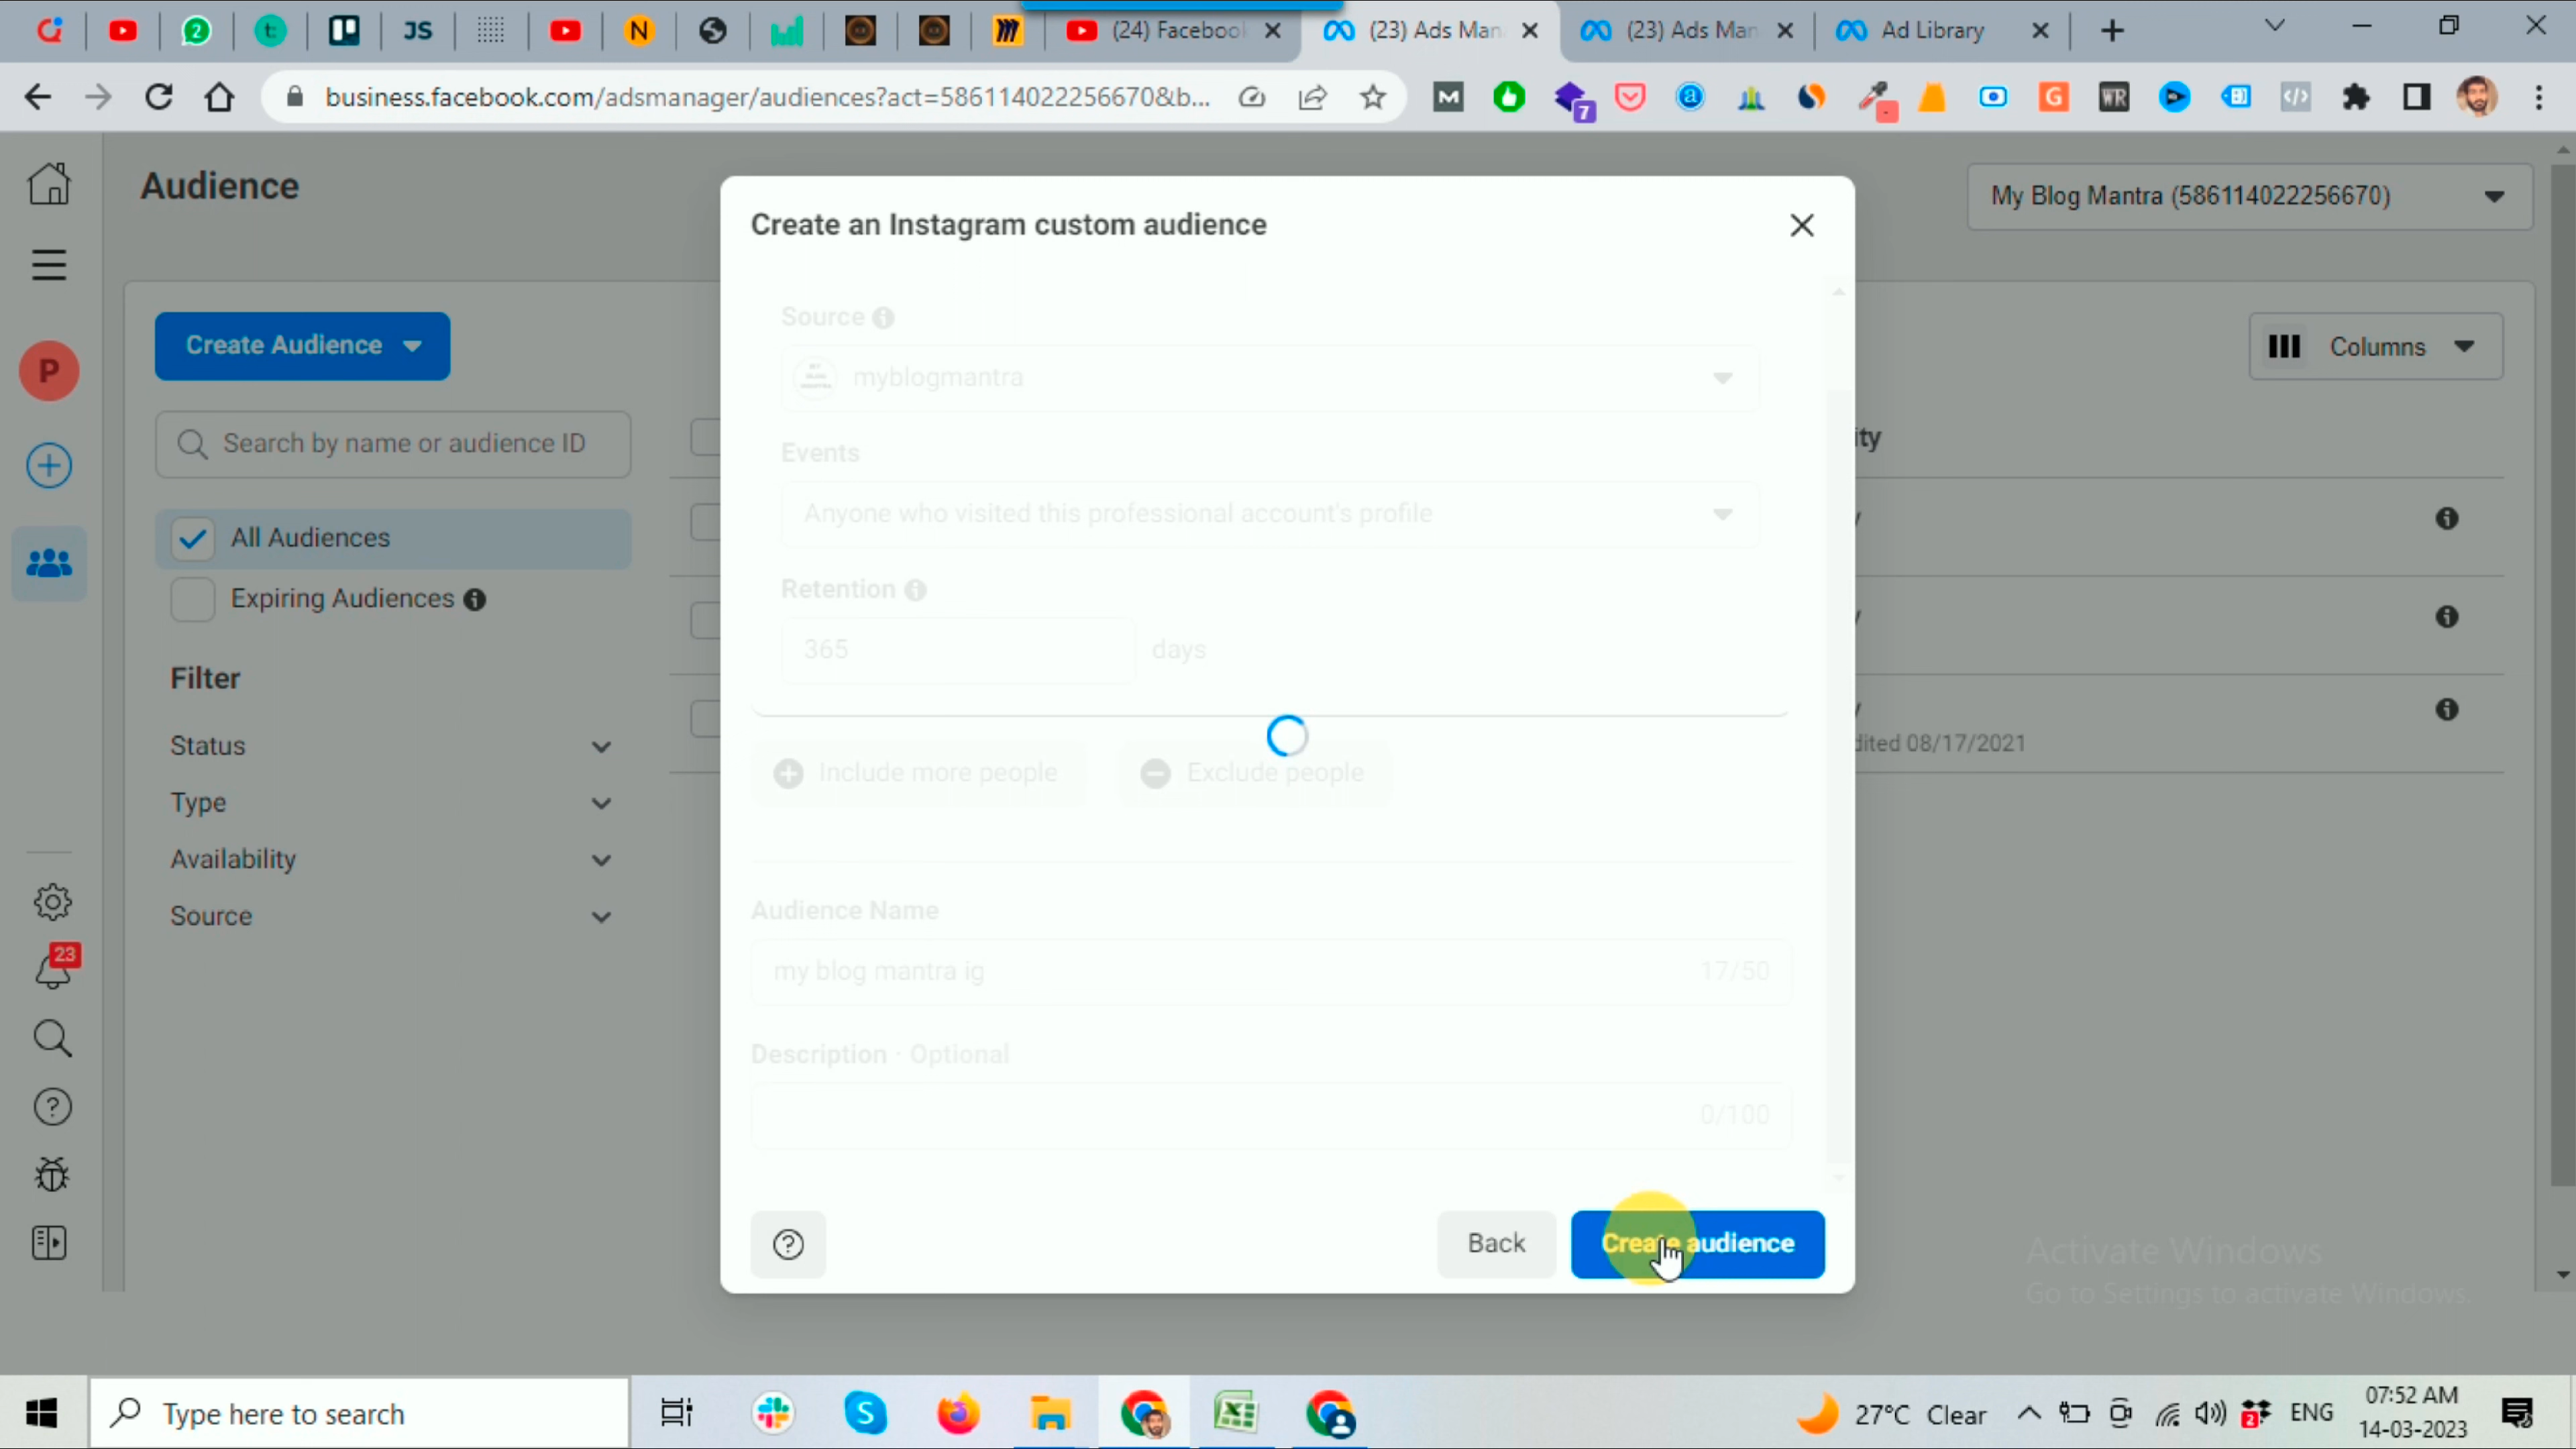 2
t
JS
N
(24) Facebook
(23) Ads Man
(23) Ads Man
Ad Library
business.facebook.com/adsmanager/audiences?act=586114022256670&b...
M
7
a
G
WR
Audience
My Blog Mantra (586114022256670)
Create an Instagram custom audience
Create Audience
Columns
P
Search by name or audience ID
ity
All Audiences
Expiring Audiences
Filter
Status
Type
Availability
Source
23
Source
myblogmantra
Events
Anyone who visited this professional account's profile
Retention
365 days
dited 08/17/2021
Include more people
Exclude people
Audience Name
my blog mantra ig 17/50
Description · Optional
0/100
Back
Create audience
Activate Windows
Go to Settings to activate Windows.
Type here to search
S
27°C Clear
2
ENG
07:52 AM
14-03-2023